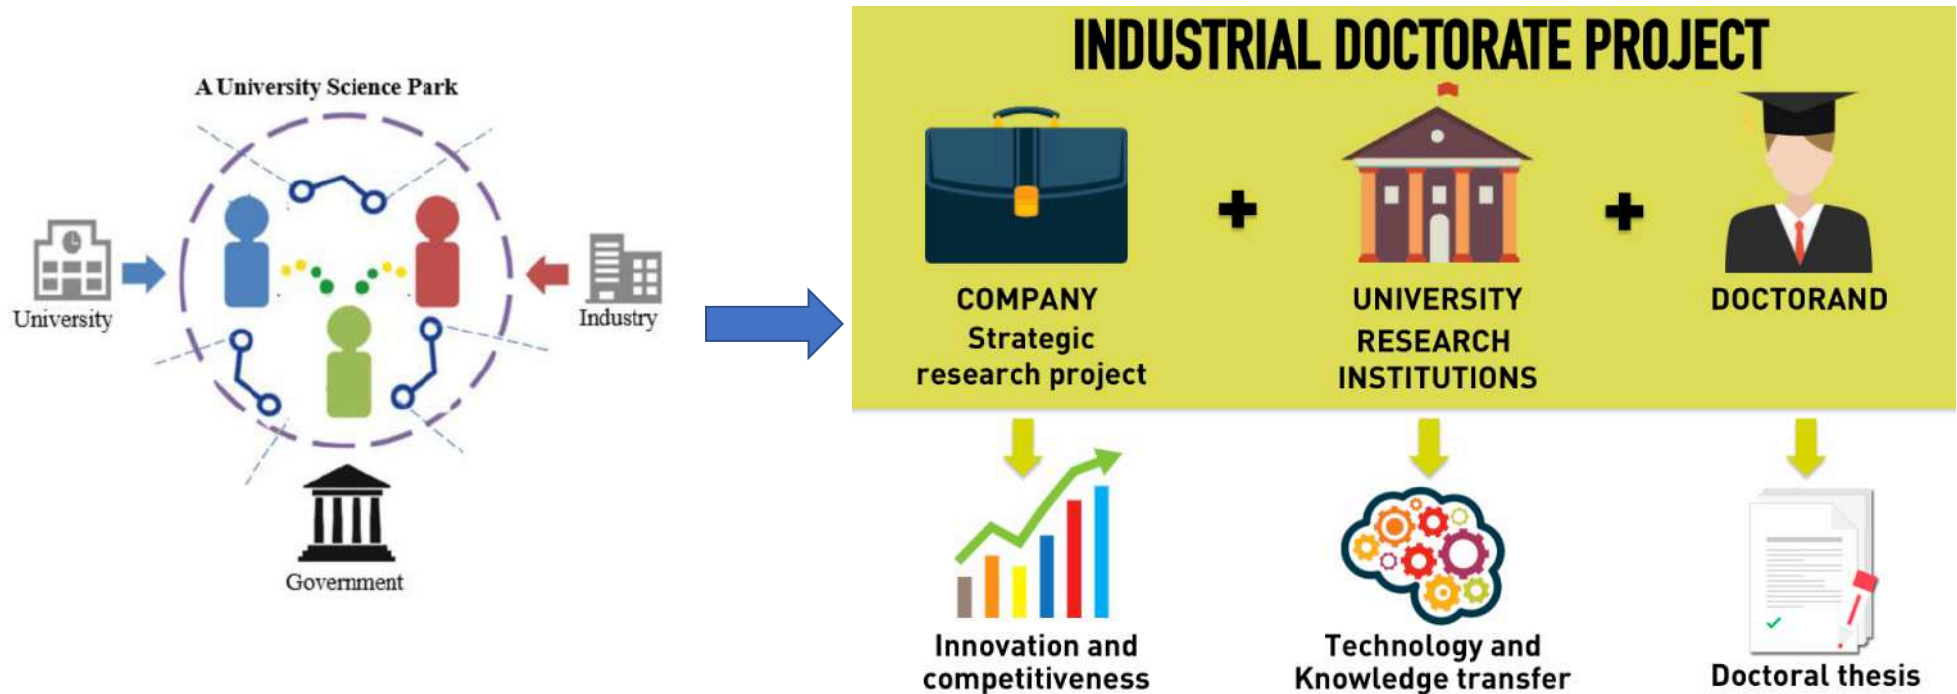 A University Science Park
University
Industry
Government
INDUSTRIAL DOCTORATE PROJECT
COMPANY
Strategic
research project
UNIVERSITY
RESEARCH
INSTITUTIONS
DOCTORAND
Innovation and
competitiveness
Technology and
Knowledge transfer
Doctoral thesis